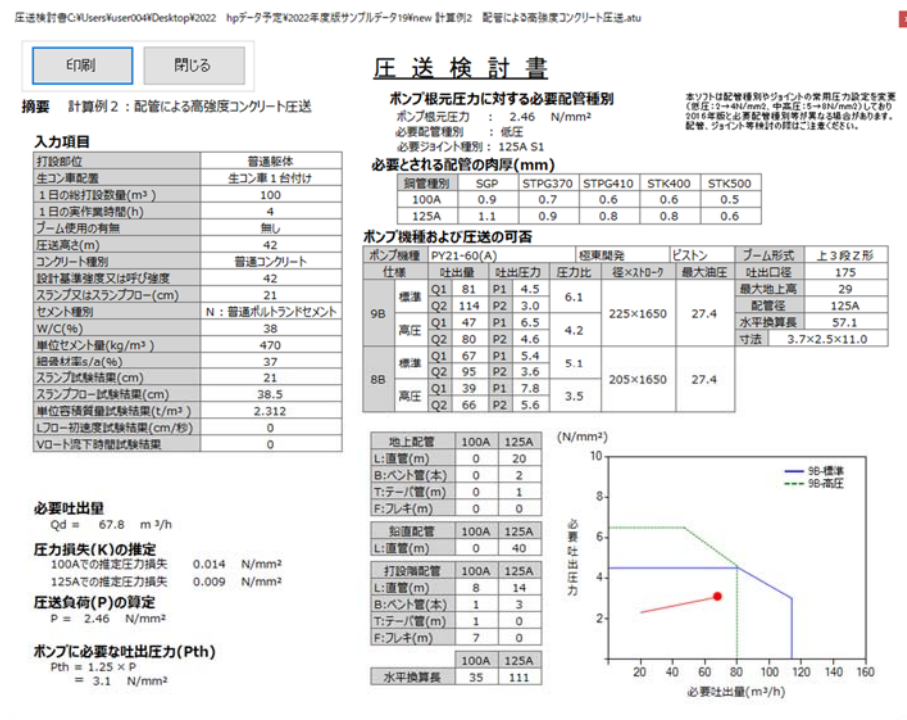 圧送検討書C:¥Users¥user004¥Desktop¥2022 hpデータ予定¥2022年度版サンプルデータ19¥new 計算例2 配管による高強度コンクリート圧送.atu
印刷 閉じる
圧 送 検 討 書
摘要 計算例２：配管による高強度コンクリート圧送
入力項目
打設部位 普通躯体
生コン車配置 生コン車１台付け
１日の総打設数量(m³) 100
１日の実作業時間(h) 4
ブーム使用の有無 無し
圧送高さ(m) 42
コンクリート種別 普通コンクリート
設計基準強度又は呼び強度 42
スランプ又はスランプフロー(cm) 21
セメント種別 N：普通ポルトランドセメント
W/C(%) 38
単位セメント量(kg/m³) 470
細骨材率s/a(%) 37
スランプ試験結果(cm) 21
スランプフロー試験結果(cm) 38.5
単位容積質量試験結果(t/m³) 2.312
Lフロー初速度試験結果(cm/秒) 0
Vロート流下時間試験結果 0
必要吐出量
Qd = 67.8 m³/h
圧力損失(K)の推定
100Aでの推定圧力損失 0.014 N/mm²
125Aでの推定圧力損失 0.009 N/mm²
圧送負荷(P)の算定
P = 2.46 N/mm²
ポンプに必要な吐出圧力(Pth)
Pth = 1.25 × P
= 3.1 N/mm²
ポンプ根元圧力に対する必要配管種別
ポンプ根元圧力 ： 2.46 N/mm²
必要配管種別 ： 低圧
必要ジョイント種別： 125A S1
本ソフトは配管種別やジョイントの常用圧力設定を変更
(低圧:2→4N/mm2、中高圧:5→8N/mm2)しており
2016年版と必要配管種別等が異なる場合があります。
配管、ジョイント等検討の際はご注意ください。
必要とされる配管の肉厚(mm)
鋼管種別 SGP STPG370 STPG410 STK400 STK500
100A 0.9 0.7 0.6 0.6 0.5
125A 1.1 0.9 0.8 0.8 0.6
ポンプ機種および圧送の可否
ポンプ機種 PY21-60(A) 極東開発 ピストン ブーム形式 上３段Ｚ形
仕様 吐出量 吐出圧力 圧力比 径×ストローク 最大油圧 吐出口径 175
9B 標準 Q1 81 P1 4.5 6.1 225×1650 27.4 最大地上高 29
Q2 114 P2 3.0 配管径 125A
高圧 Q1 47 P1 6.5 4.2 水平換算長 57.1
Q2 80 P2 4.6 寸法 3.7×2.5×11.0
8B 標準 Q1 67 P1 5.4 5.1 205×1650 27.4
Q2 95 P2 3.6
高圧 Q1 39 P1 7.8 3.5
Q2 66 P2 5.6
地上配管 100A 125A
L:直管(m) 0 20
B:ベント管(本) 0 2
T:テーパ管(m) 0 1
F:フレキ(m) 0 0
鉛直配管 100A 125A
L:直管(m) 0 40
打設階配管 100A 125A
L:直管(m) 8 14
B:ベント管(本) 1 3
T:テーパ管(m) 1 0
F:フレキ(m) 7 0
100A 125A
水平換算長 35 111
(N/mm²)
10
8
6
4
2
必要吐出圧力
9B-標準
9B-高圧
20 40 60 80 100 120 140 160
必要吐出量(m³/h)